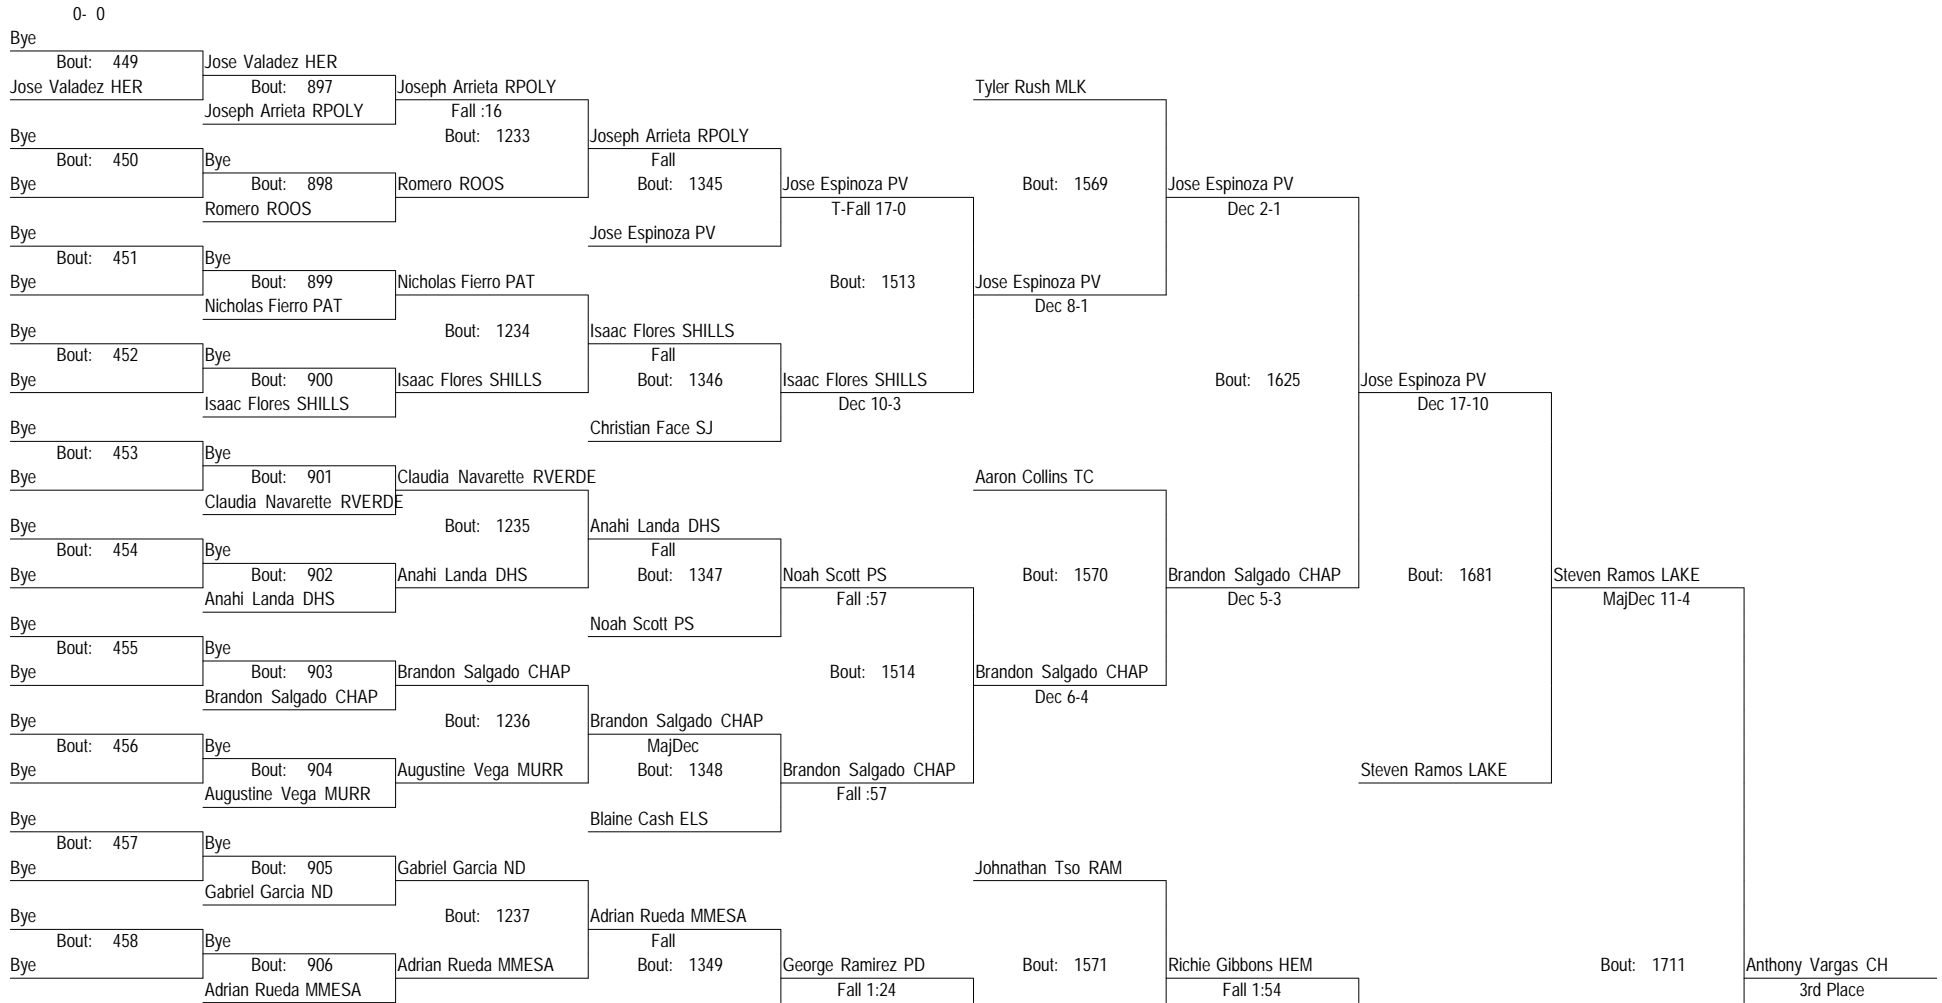 0- 0
Bye
Bout: 449 Jose Valadez HER
Jose Valadez HER Bout: 897 Joseph Arrieta RPOLY Tyler Rush MLK
Joseph Arrieta RPOLY Fall :16
Bye Bout: 1233 Joseph Arrieta RPOLY
Bout: 450 Bye Fall
Bye Bout: 898 Romero ROOS Bout: 1345 Jose Espinoza PV Bout: 1569 Jose Espinoza PV
Romero ROOS T-Fall 17-0 Dec 2-1
Bye Jose Espinoza PV
Bout: 451 Bye
Bye Bout: 899 Nicholas Fierro PAT Bout: 1513 Jose Espinoza PV
Nicholas Fierro PAT Dec 8-1
Bye Bout: 1234 Isaac Flores SHILLS
Bout: 452 Bye Fall
Bye Bout: 900 Isaac Flores SHILLS Bout: 1346 Isaac Flores SHILLS Bout: 1625 Jose Espinoza PV
Isaac Flores SHILLS Dec 10-3 Dec 17-10
Bye Christian Face SJ
Bout: 453 Bye
Bye Bout: 901 Claudia Navarette RVERDE Aaron Collins TC
Claudia Navarette RVERDE
Bye Bout: 1235 Anahi Landa DHS
Bout: 454 Bye Fall
Bye Bout: 902 Anahi Landa DHS Bout: 1347 Noah Scott PS Bout: 1570 Brandon Salgado CHAP Bout: 1681 Steven Ramos LAKE
Anahi Landa DHS Fall :57 Dec 5-3 MajDec 11-4
Bye Noah Scott PS
Bout: 455 Bye
Bye Bout: 903 Brandon Salgado CHAP Bout: 1514 Brandon Salgado CHAP
Brandon Salgado CHAP Dec 6-4
Bye Bout: 1236 Brandon Salgado CHAP
Bout: 456 Bye MajDec
Bye Bout: 904 Augustine Vega MURR Bout: 1348 Brandon Salgado CHAP Steven Ramos LAKE
Augustine Vega MURR Fall :57
Bye Blaine Cash ELS
Bout: 457 Bye
Bye Bout: 905 Gabriel Garcia ND Johnathan Tso RAM
Gabriel Garcia ND
Bye Bout: 1237 Adrian Rueda MMESA
Bout: 458 Bye Fall
Bye Bout: 906 Adrian Rueda MMESA Bout: 1349 George Ramirez PD Bout: 1571 Richie Gibbons HEM Bout: 1711 Anthony Vargas CH
Adrian Rueda MMESA Fall 1:24 Fall 1:54 3rd Place